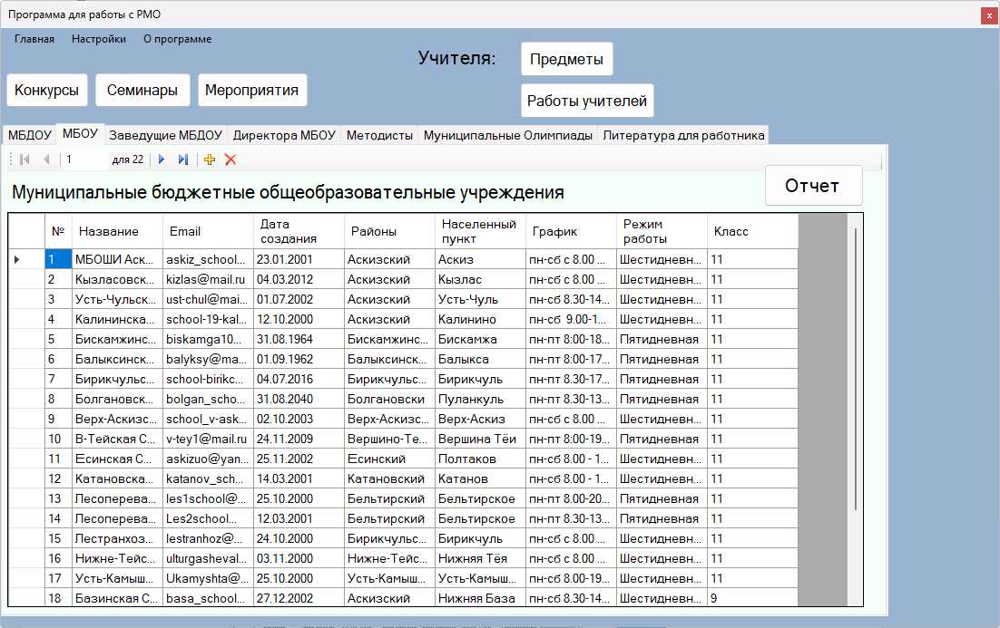 Программа для работы с РМО
x
Главная Настройки О программе
Учителя: Предметы
Конкурсы Семинары Мероприятия
Работы учителей
МБДОУ МБОУ Заведущие МБДОУ Директора МБОУ Методисты Муниципальные Олимпиады Литература для работника
1 для 22
Муниципальные бюджетные общеобразовательные учреждения
Отчет
№ Название Email Дата создания Районы Населенный пункт График Режим работы Класс
1 МБОШИ Аск... askiz_school... 23.01.2001 Аскизский Аскиз пн-сб с 8.00 ... Шестидневн... 11
2 Кызласовск... kizlas@mail.ru 04.03.2012 Аскизский Кызлас пн-сб с 8.00 ... Шестидневн... 11
3 Усть-Чульск... ust-chul@mai... 01.07.2002 Аскизский Усть-Чуль пн-сб 8.30-14... Шестидневн... 11
4 Калининска... school-19-kal... 12.10.2000 Аскизский Калинино пн-сб 9.00-1... Шестидневн... 11
5 Бискамжинс... biskamga10... 31.08.1964 Бискамжинс... Бискамжа пн-пт 8:00-18... Пятидневная 11
6 Балыксинск... balyksy@ma... 01.09.1962 Балыксинск... Балыкса пн-пт 8:00-17... Пятидневная 11
7 Бирикчульс... school-birikc... 04.07.2016 Бирикчульс... Бирикчуль пн-пт 8.30-17... Пятидневная 11
8 Болгановск... bolgan_scho... 31.08.2040 Болгановски Пуланкуль пн-пт 8.30-13... Пятидневная 11
9 Верх-Аскизс... school_v-ask... 02.10.2003 Верх-Аскизс... Верх-Аскиз пн-сб с 8.00 ... Шестидневн... 11
10 В-Тейская С... v-tey1@mail.ru 24.11.2009 Вершино-Те... Вершина Тёи пн-пт 8:00-19... Пятидневная 11
11 Есинская С... askizuo@yan... 25.11.2002 Есинский Полтаков пн-сб 8.00 - 1... Шестидневн... 11
12 Катановска... katanov_sch... 14.03.2001 Катановский Катанов пн-сб 8.00 - 1... Шестидневн... 11
13 Лесоперева... les1school@... 25.10.2000 Бельтирский Бельтирское пн-пт 8.00-20... Пятидневная 11
14 Лесоперева... Les2school... 12.03.2001 Бельтирский Бельтирское пн-пт 8.30-13... Пятидневная 11
15 Лестранхоз... lestranhoz@... 24.10.2000 Бирикчульс... Бирикчуль пн-сб с 8.00 ... Шестидневн... 11
16 Нижне-Тейс... ulturgasheval... 03.11.2000 Нижне-Тейс... Нижняя Тёя пн-сб с 8.00 ... Шестидневн... 11
17 Усть-Камыш... Ukamyshta@... 25.10.2000 Усть-Камыш... Усть-Камыш... пн-сб 8.00-19... Шестидневн... 11
18 Базинская С... basa_school... 27.12.2002 Аскизский Нижняя База пн-сб 8.30-14... Шестидневн... 9